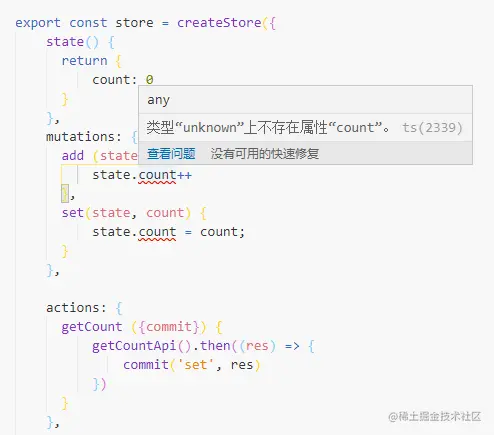 export const store = createStore({
state() {
return {
count: 0
}
any
},
类型“unknown”上不存在属性“count”。 ts(2339)
mutations: {
查看问题 没有可用的快速修复
add (state
state.count++
},
set(state, count) {
state.count = count;
}
},
actions: {
getCount ({commit}) {
getCountApi().then((res) => {
commit('set', res)
})
}
},
@稀土掘金技术社区